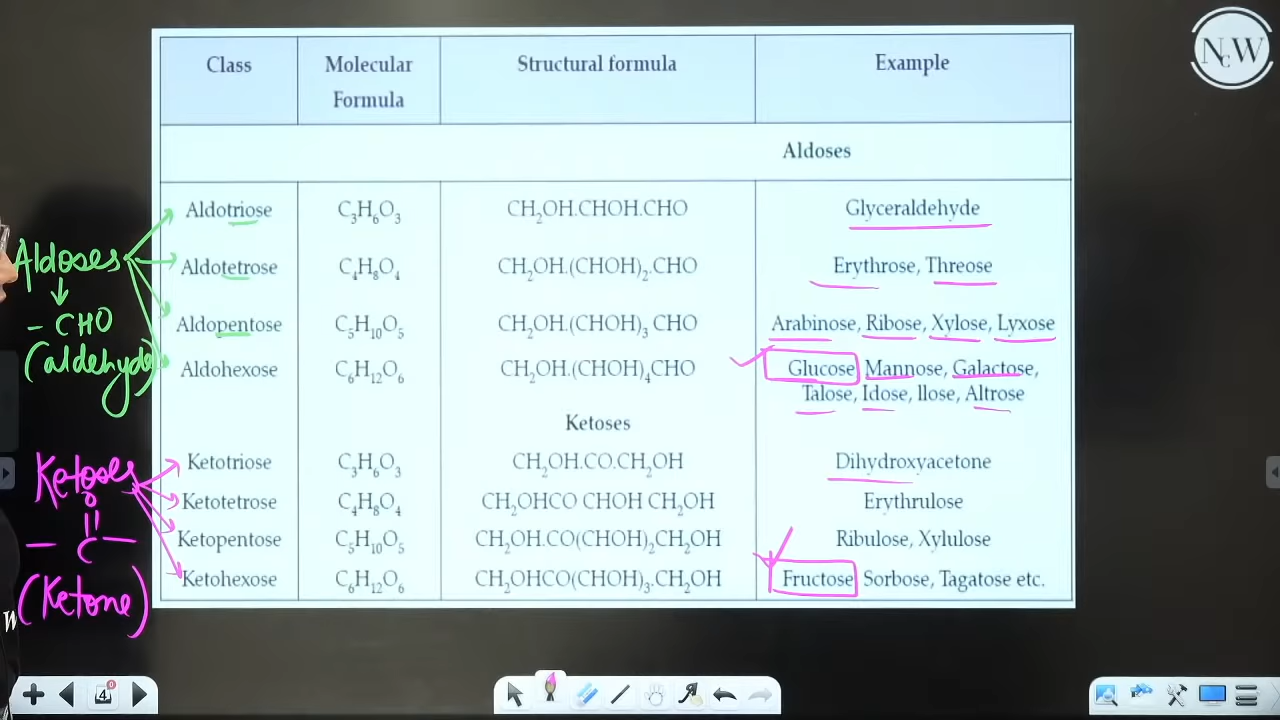 NcW
Class Molecular Formula Structural formula Example
Aldoses
Aldotriose C₃H₆O₃ CH₂OH.CHOH.CHO Glyceraldehyde
Aldotetrose C₄H₈O₄ CH₂OH.(CHOH)₂.CHO Erythrose, Threose
Aldopentose C₅H₁₀O₅ CH₂OH.(CHOH)₃ CHO Arabinose, Ribose, Xylose, Lyxose
Aldohexose C₆H₁₂O₆ CH₂OH.(CHOH)₄CHO Glucose Mannose, Galactose,
Talose, Idose, llose, Altrose
Ketoses
Ketotriose C₃H₆O₃ CH₂OH.CO.CH₂OH Dihydroxyacetone
Ketotetrose C₄H₈O₄ CH₂OHCO CHOH CH₂OH Erythrulose
Ketopentose C₅H₁₀O₅ CH₂OH.CO(CHOH)₂CH₂OH Ribulose, Xylulose
Ketohexose C₆H₁₂O₆ CH₂OHCO(CHOH)₃.CH₂OH Fructose Sorbose, Tagatose etc.
Aldoses
- CHO
(aldehyde)
Ketoses
O
- C -
(Ketone)
W
4
0